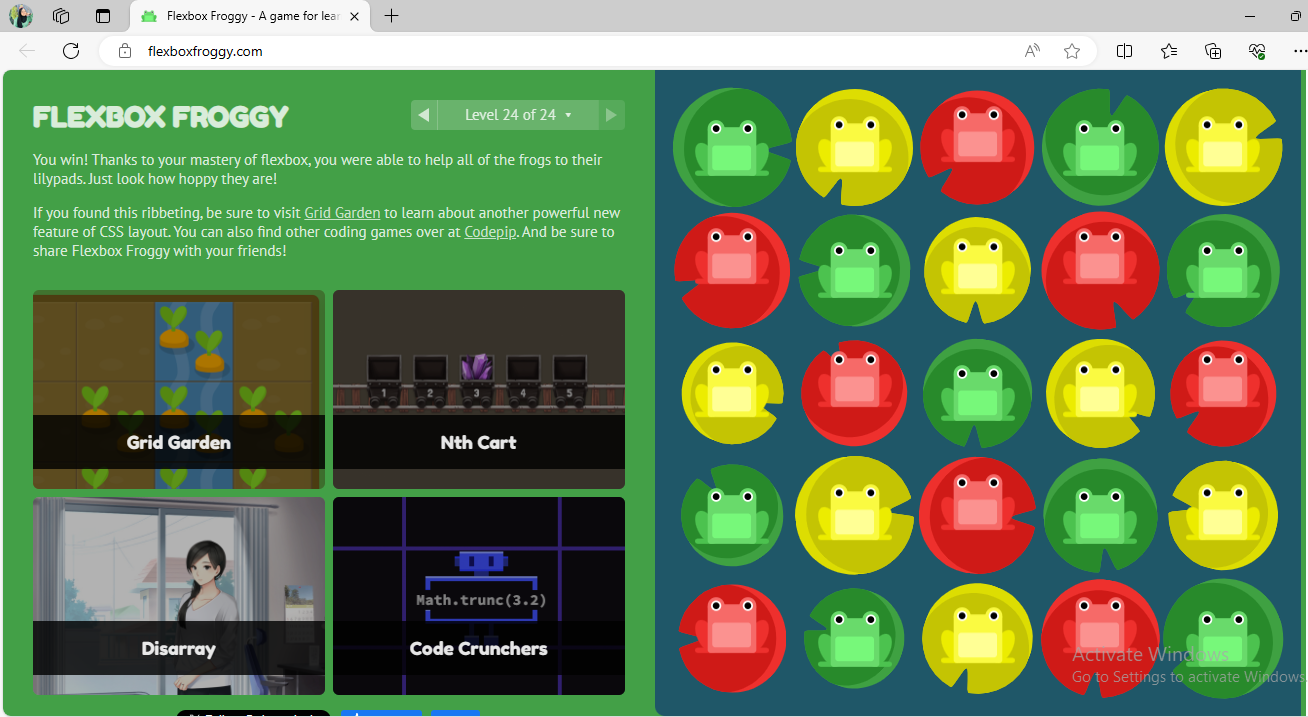 Flexbox Froggy - A game for lear
flexboxfroggy.com
FLEXBOX FROGGY
Level 24 of 24
You win! Thanks to your mastery of flexbox, you were able to help all of the frogs to their
lilypads. Just look how hoppy they are!
If you found this ribbeting, be sure to visit Grid Garden to learn about another powerful new
feature of CSS layout. You can also find other coding games over at Codepip. And be sure to
share Flexbox Froggy with your friends!
1 2 3 4 5
Grid Garden
Nth Cart
Math.trunc(3.2)
Disarray
Code Crunchers
Activate Windows
Go to Settings to activate Windows